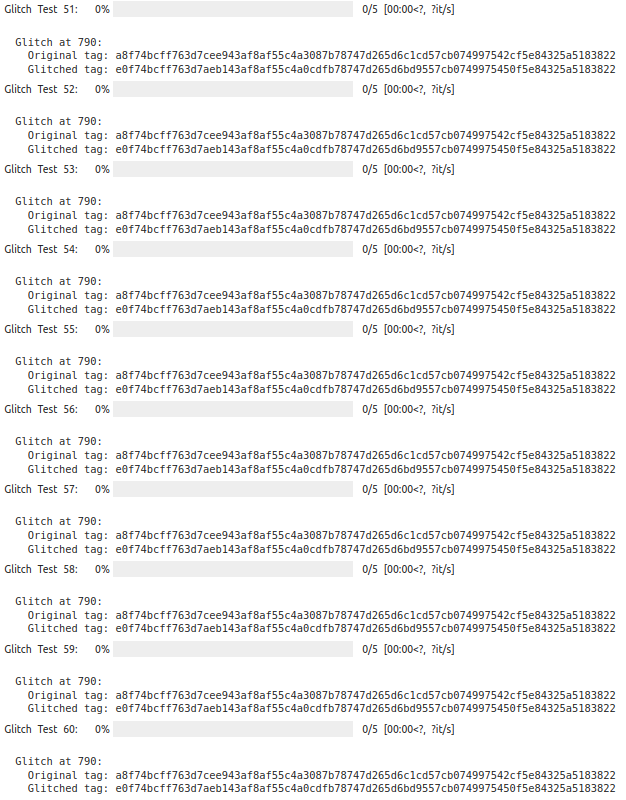 Glitch Test 51: 0% 0/5 [00:00<?, ?it/s]
Glitch at 790:
Original tag: a8f74bcff763d7cee943af8af55c4a3087b78747d265d6c1cd57cb074997542cf5e84325a5183822
Glitched tag: e0f74bcff763d7aeb143af8af55c4a0cdfb78747d265d6bd9557cb0749975450f5e84325a5183822
Glitch Test 52: 0% 0/5 [00:00<?, ?it/s]
Glitch at 790:
Original tag: a8f74bcff763d7cee943af8af55c4a3087b78747d265d6c1cd57cb074997542cf5e84325a5183822
Glitched tag: e0f74bcff763d7aeb143af8af55c4a0cdfb78747d265d6bd9557cb0749975450f5e84325a5183822
Glitch Test 53: 0% 0/5 [00:00<?, ?it/s]
Glitch at 790:
Original tag: a8f74bcff763d7cee943af8af55c4a3087b78747d265d6c1cd57cb074997542cf5e84325a5183822
Glitched tag: e0f74bcff763d7aeb143af8af55c4a0cdfb78747d265d6bd9557cb0749975450f5e84325a5183822
Glitch Test 54: 0% 0/5 [00:00<?, ?it/s]
Glitch at 790:
Original tag: a8f74bcff763d7cee943af8af55c4a3087b78747d265d6c1cd57cb074997542cf5e84325a5183822
Glitched tag: e0f74bcff763d7aeb143af8af55c4a0cdfb78747d265d6bd9557cb0749975450f5e84325a5183822
Glitch Test 55: 0% 0/5 [00:00<?, ?it/s]
Glitch at 790:
Original tag: a8f74bcff763d7cee943af8af55c4a3087b78747d265d6c1cd57cb074997542cf5e84325a5183822
Glitched tag: e0f74bcff763d7aeb143af8af55c4a0cdfb78747d265d6bd9557cb0749975450f5e84325a5183822
Glitch Test 56: 0% 0/5 [00:00<?, ?it/s]
Glitch at 790:
Original tag: a8f74bcff763d7cee943af8af55c4a3087b78747d265d6c1cd57cb074997542cf5e84325a5183822
Glitched tag: e0f74bcff763d7aeb143af8af55c4a0cdfb78747d265d6bd9557cb0749975450f5e84325a5183822
Glitch Test 57: 0% 0/5 [00:00<?, ?it/s]
Glitch at 790:
Original tag: a8f74bcff763d7cee943af8af55c4a3087b78747d265d6c1cd57cb074997542cf5e84325a5183822
Glitched tag: e0f74bcff763d7aeb143af8af55c4a0cdfb78747d265d6bd9557cb0749975450f5e84325a5183822
Glitch Test 58: 0% 0/5 [00:00<?, ?it/s]
Glitch at 790:
Original tag: a8f74bcff763d7cee943af8af55c4a3087b78747d265d6c1cd57cb074997542cf5e84325a5183822
Glitched tag: e0f74bcff763d7aeb143af8af55c4a0cdfb78747d265d6bd9557cb0749975450f5e84325a5183822
Glitch Test 59: 0% 0/5 [00:00<?, ?it/s]
Glitch at 790:
Original tag: a8f74bcff763d7cee943af8af55c4a3087b78747d265d6c1cd57cb074997542cf5e84325a5183822
Glitched tag: e0f74bcff763d7aeb143af8af55c4a0cdfb78747d265d6bd9557cb0749975450f5e84325a5183822
Glitch Test 60: 0% 0/5 [00:00<?, ?it/s]
Glitch at 790:
Original tag: a8f74bcff763d7cee943af8af55c4a3087b78747d265d6c1cd57cb074997542cf5e84325a5183822
Glitched tag: e0f74bcff763d7aeb143af8af55c4a0cdfb78747d265d6bd9557cb0749975450f5e84325a5183822